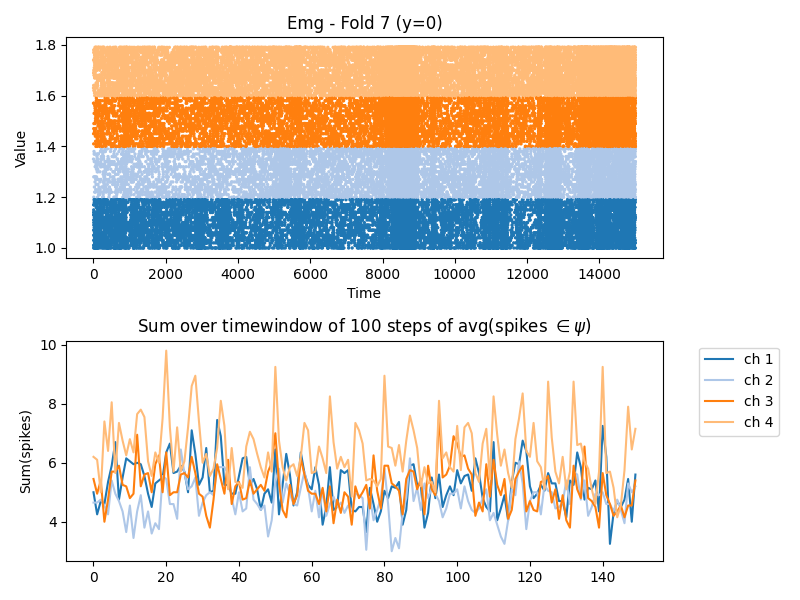 Emg - Fold 7 (y=0)
Value
1.8
1.6
1.4
1.2
1.0
0 2000 4000 6000 8000 10000 12000 14000
Time
Sum over timewindow of 100 steps of avg(spikes ∈ ψ)
Sum(spikes)
10
8
6
4
0 20 40 60 80 100 120 140
ch 1
ch 2
ch 3
ch 4